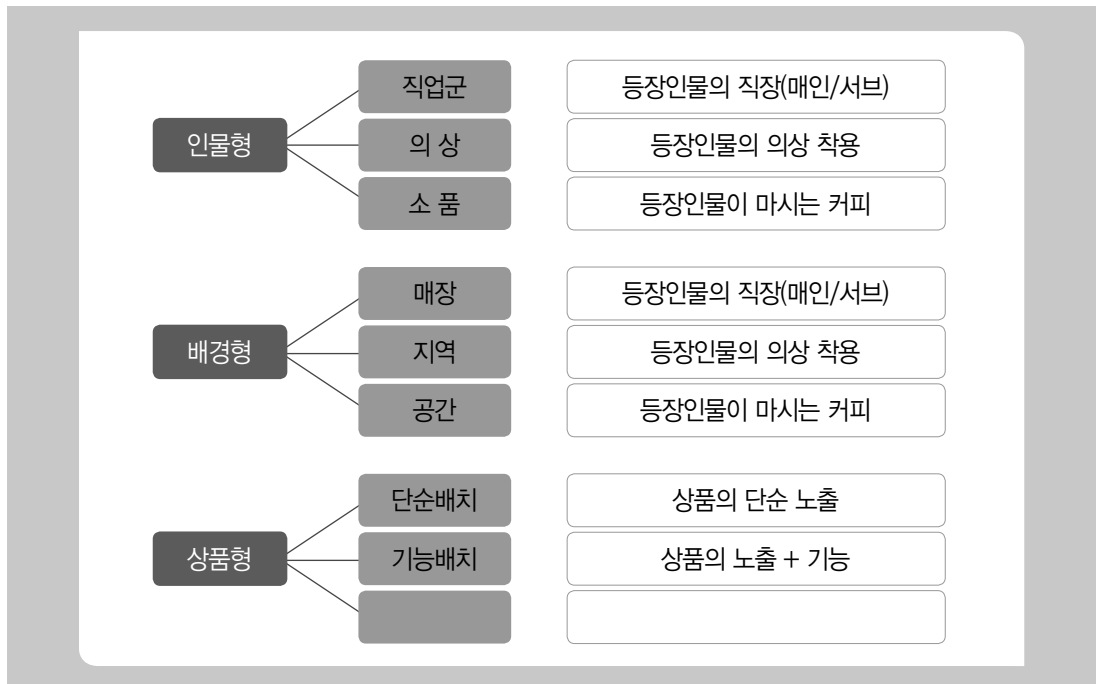 직업군 등장인물의 직장(매인/서브)
인물형 의 상 등장인물의 의상 착용
소 품 등장인물이 마시는 커피
매장 등장인물의 직장(매인/서브)
배경형 지역 등장인물의 의상 착용
공간 등장인물이 마시는 커피
단순배치 상품의 단순 노출
상품형 기능배치 상품의 노출 + 기능